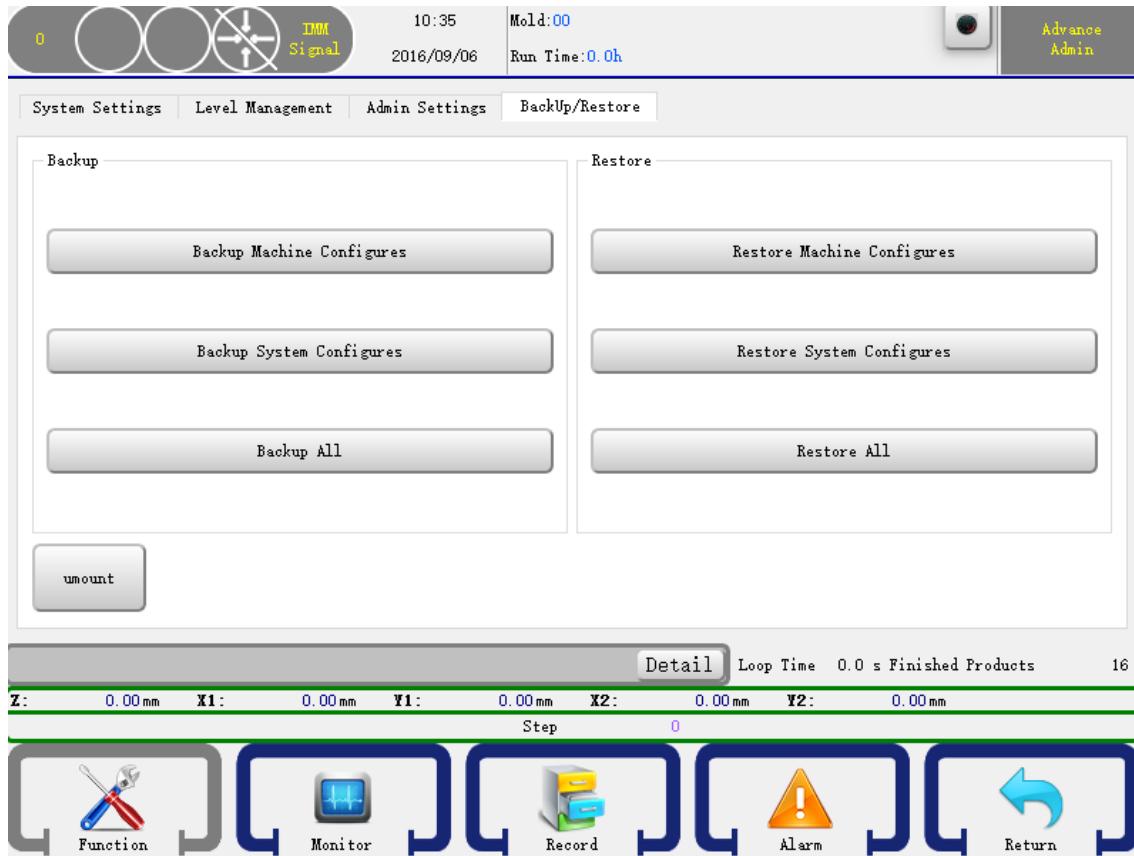 0
IMM
Signal
10:35
2016/09/06
Mold:00
Run Time:0.0h
Advance
Admin
System Settings
Level Management
Admin Settings
BackUp/Restore
Backup
Restore
Backup Machine Configures
Restore Machine Configures
Backup System Configures
Restore System Configures
Backup All
Restore All
umount
Detail
Loop Time 0.0 s Finished Products 16
Z: 0.00mm X1: 0.00mm Y1: 0.00mm X2: 0.00mm Y2: 0.00mm
Step 0
Function
Monitor
Record
Alarm
Return